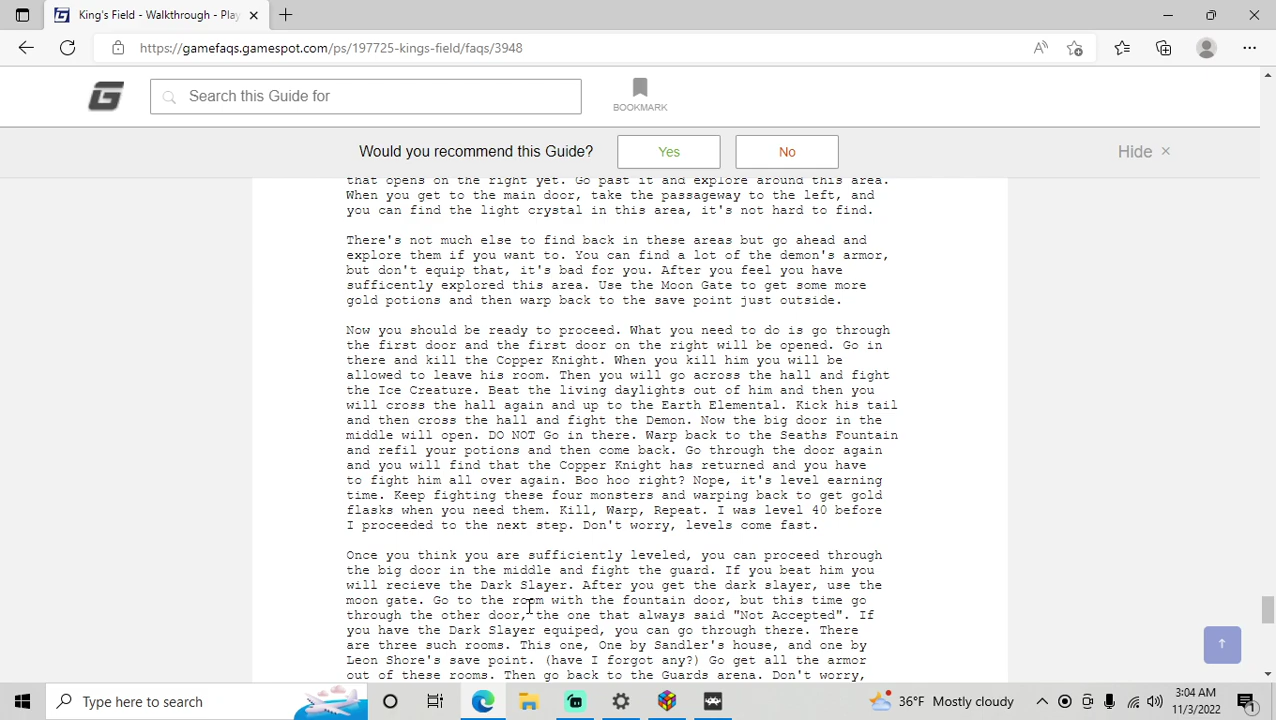 King's Field - Walkthrough - Play
https://gamefaqs.gamespot.com/ps/197725-kings-field/faqs/3948
Search this Guide for
BOOKMARK
Would you recommend this Guide?
Yes
No
Hide ×
that opens on the right yet. Go past it and explore around this area.
When you get to the main door, take the passageway to the left, and
you can find the light crystal in this area, it's not hard to find.
There's not much else to find back in these areas but go ahead and
explore them if you want to. You can find a lot of the demon's armor,
but don't equip that, it's bad for you. After you feel you have
sufficently explored this area. Use the Moon Gate to get some more
gold potions and then warp back to the save point just outside.
Now you should be ready to proceed. What you need to do is go through
the first door and the first door on the right will be opened. Go in
there and kill the Copper Knight. When you kill him you will be
allowed to leave his room. Then you will go across the hall and fight
the Ice Creature. Beat the living daylights out of him and then you
will cross the hall again and up to the Earth Elemental. Kick his tail
and then cross the hall and fight the Demon. Now the big door in the
middle will open. DO NOT Go in there. Warp back to the Seaths Fountain
and refil your potions and then come back. Go through the door again
and you will find that the Copper Knight has returned and you have
to fight him all over again. Boo hoo right? Nope, it's level earning
time. Keep fighting these four monsters and warping back to get gold
flasks when you need them. Kill, Warp, Repeat. I was level 40 before
I proceeded to the next step. Don't worry, levels come fast.
Once you think you are sufficiently leveled, you can proceed through
the big door in the middle and fight the guard. If you beat him you
will recieve the Dark Slayer. After you get the dark slayer, use the
moon gate. Go to the room with the fountain door, but this time go
through the other door, the one that always said "Not Accepted". If
you have the Dark Slayer equiped, you can go through there. There
are three such rooms. This one, One by Sandler's house, and one by
Leon Shore's save point. (have I forgot any?) Go get all the armor
out of these rooms. Then go back to the Guards arena. Don't worry,
Type here to search
36°F Mostly cloudy
3:04 AM
11/3/2022
1